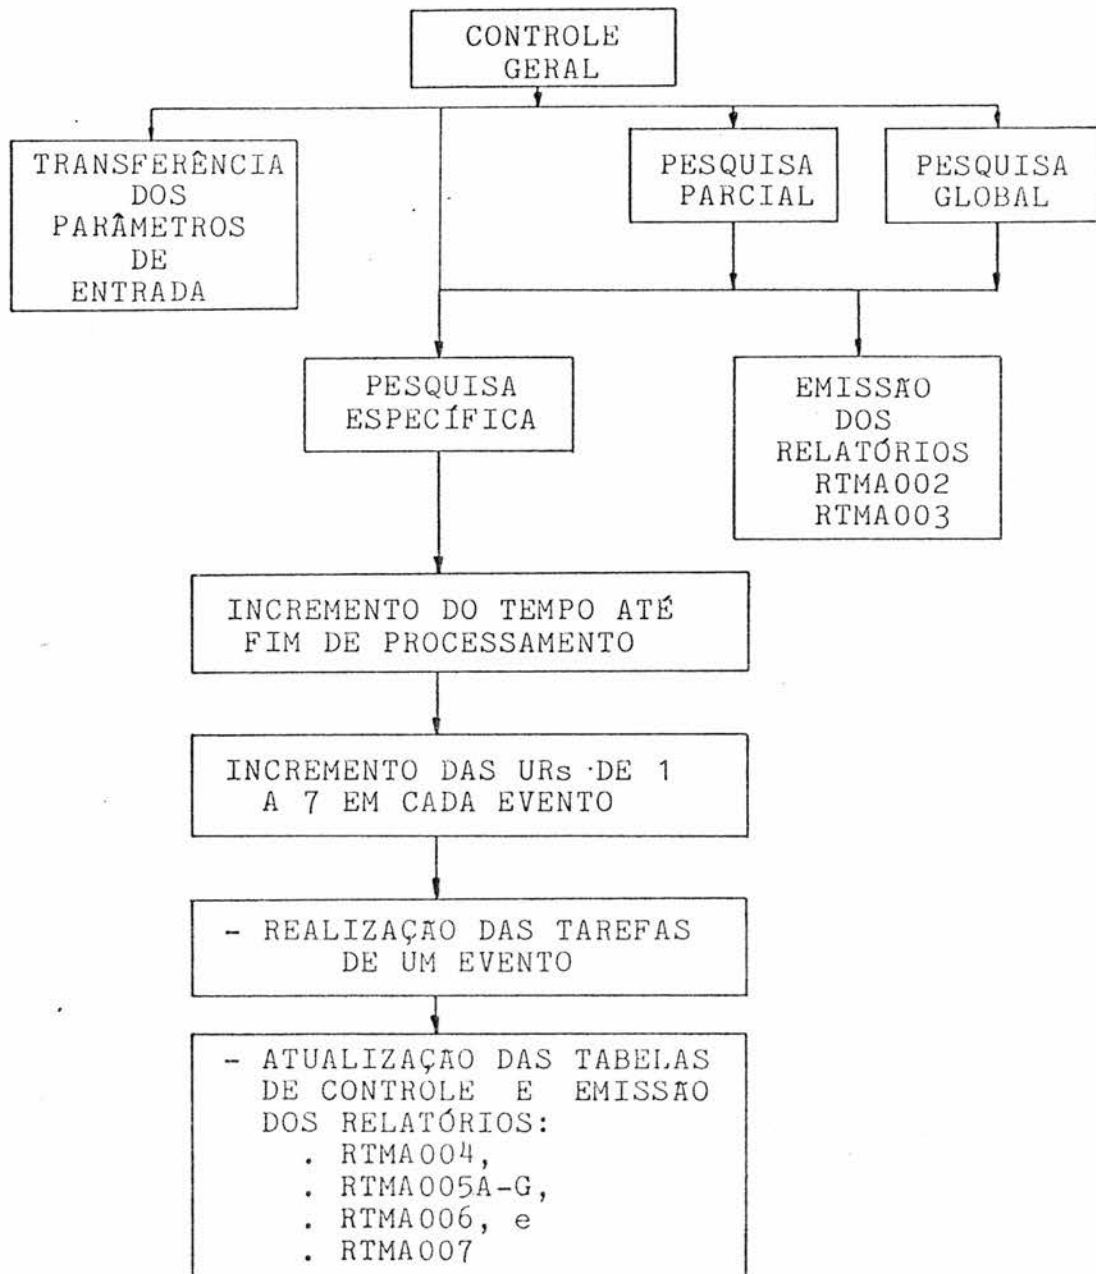 CONTROLE
GERAL
TRANSFERÊNCIA
DOS
PARÂMETROS
DE
ENTRADA
PESQUISA
PARCIAL
PESQUISA
GLOBAL
PESQUISA
ESPECÍFICA
EMISSÃO
DOS
RELATÓRIOS
RTMA002
RTMA003
INCREMENTO DO TEMPO ATÉ
FIM DE PROCESSAMENTO
INCREMENTO DAS URs DE 1
A 7 EM CADA EVENTO
- REALIZAÇÃO DAS TAREFAS
DE UM EVENTO
- ATUALIZAÇÃO DAS TABELAS
DE CONTROLE E EMISSÃO
DOS RELATÓRIOS:
. RTMA004,
. RTMA005A-G,
. RTMA006, e
. RTMA007